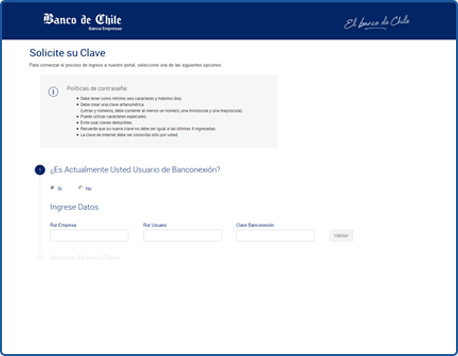 Banco de Chile
Banca Empresas
El banco de Chile
Solicite su Clave
Para comenzar el proceso de ingreso a nuestro portal, seleccione una de las siguientes opciones:
Políticas de contraseña:
Debe tener como mínimo seis caracteres y máximo diez.
Debe crear una clave alfanumérica.
(Letras y números, debe contener al menos un número, una minúscula y una mayúscula)
Puede utilizar caracteres especiales.
Evite usar claves deducibles.
Recuerde que su nueva clave no debe ser igual a las últimas 4 ingresadas.
La clave de internet debe ser conocida sólo por usted.
1 ¿Es Actualmente Usted Usuario de Banconexión?
Si No
Ingrese Datos
Rut Empresa Rut Usuario Clave Banconexión
Validar
Ingrese Nueva Clave